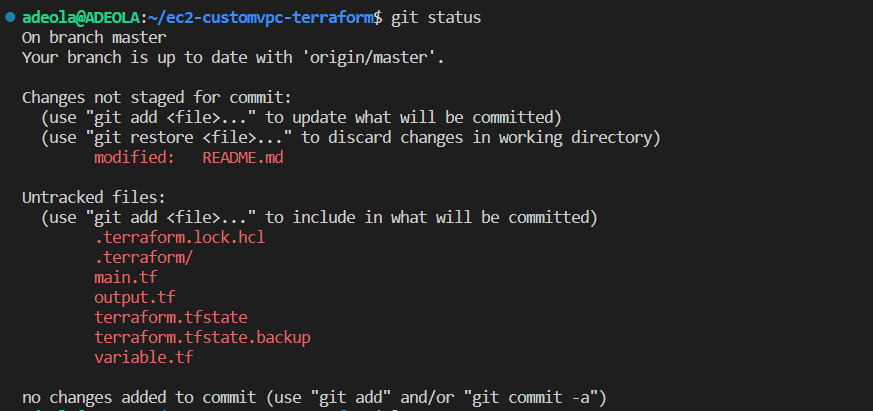 adeola@ADEOLA:~/ec2-customvpc-terraform$ git status
On branch master
Your branch is up to date with 'origin/master'.
Changes not staged for commit:
(use "git add <file>..." to update what will be committed)
(use "git restore <file>..." to discard changes in working directory)
modified: README.md
Untracked files:
(use "git add <file>..." to include in what will be committed)
.terraform.lock.hcl
.terraform/
main.tf
output.tf
terraform.tfstate
terraform.tfstate.backup
variable.tf
no changes added to commit (use "git add" and/or "git commit -a")